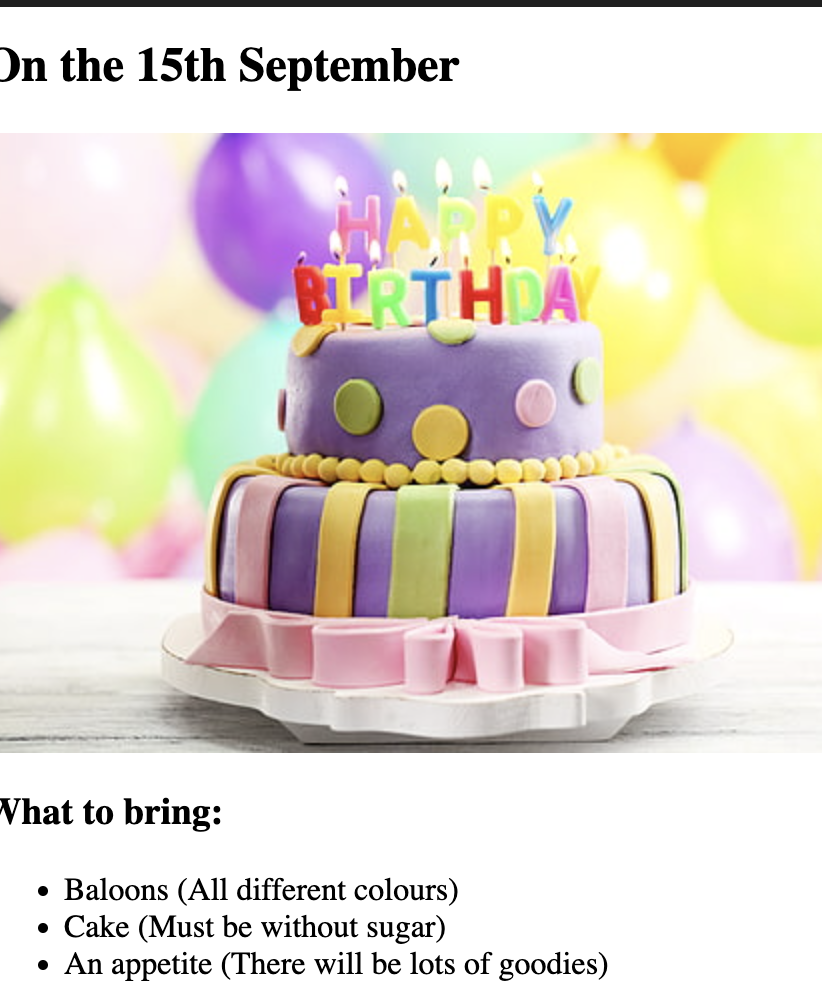 On the 15th September
HAPPY
BIRTHDAY
What to bring:
Baloons (All different colours)
Cake (Must be without sugar)
An appetite (There will be lots of goodies)